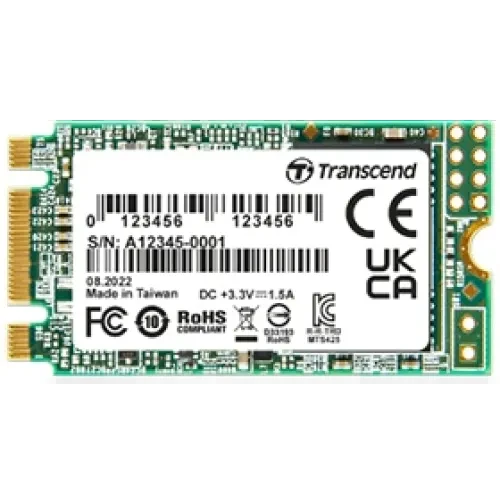 Transcend
0 123456 123456
S/N: A12345-0001
08.2022
Made in Taiwan
DC +3.3V⎓1.5A
CE
UK
CA
FC
10
RoHS
COMPLIANT
D33193
RoHS
R-R-TRD
MTS425